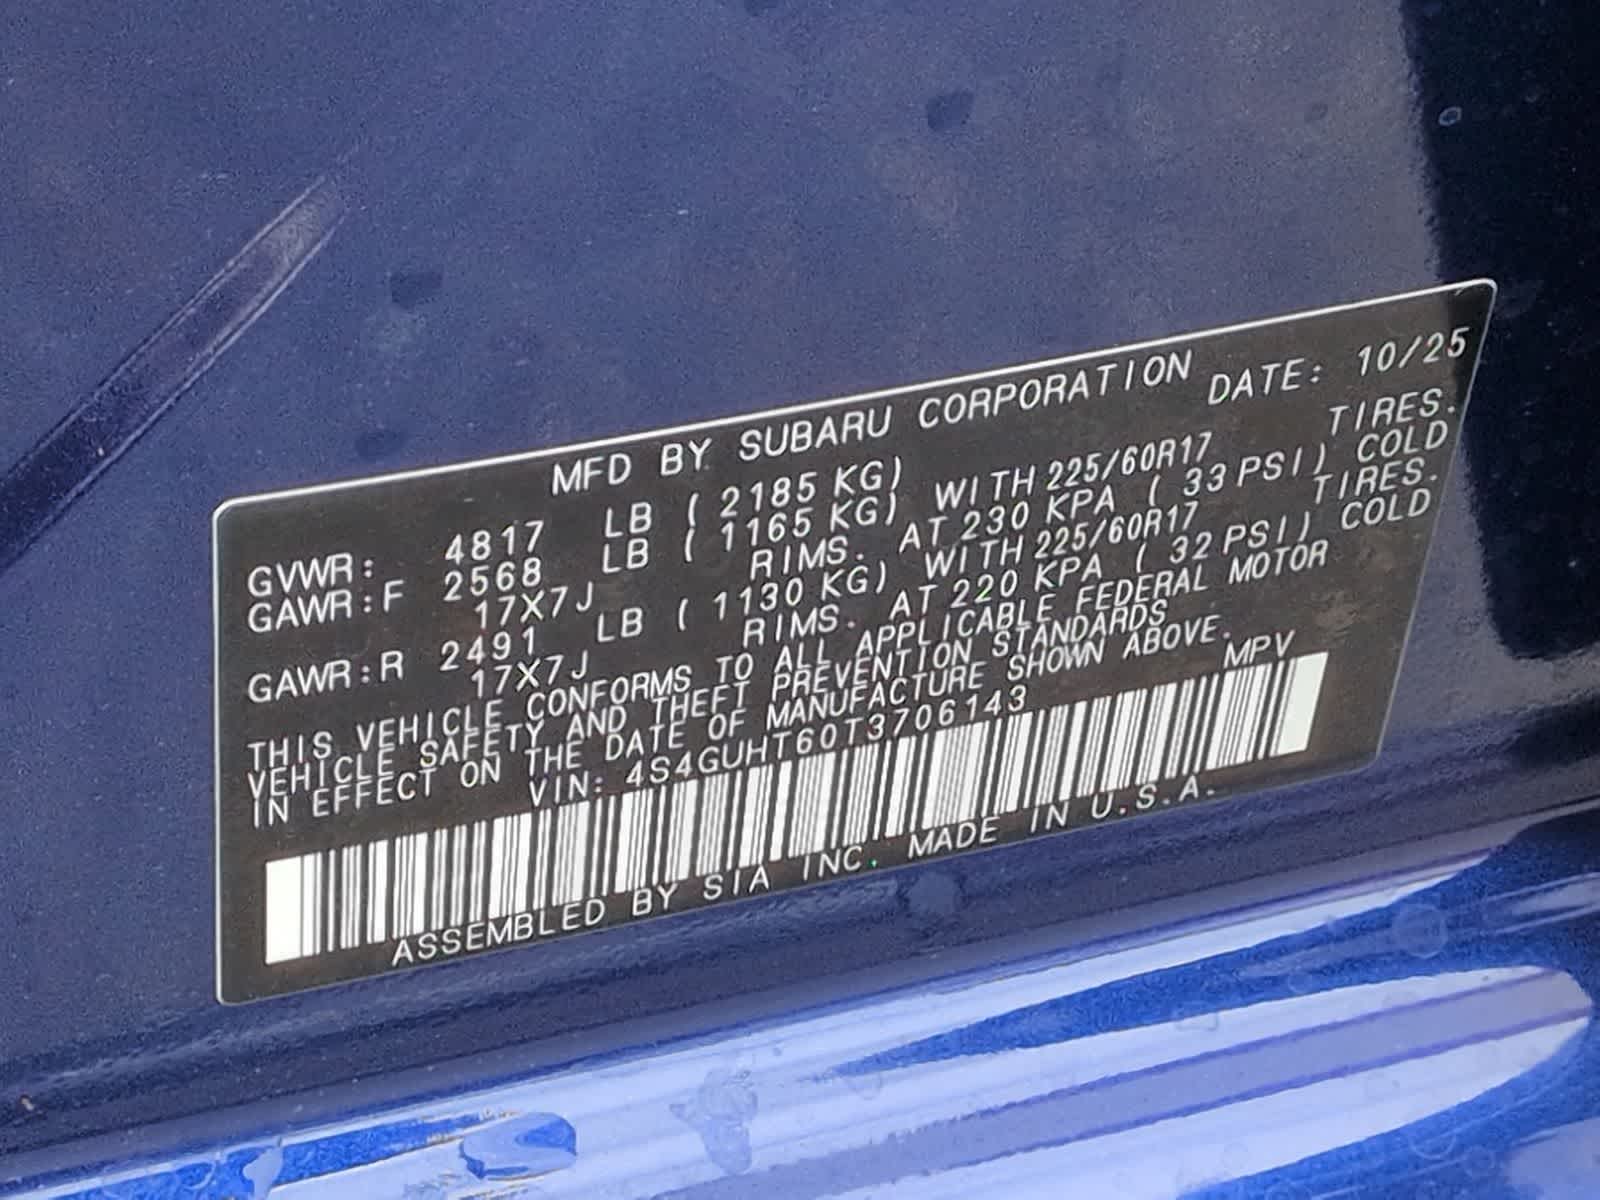 MFD BY SUBARU CORPORATION DATE: 10/25
GVWR: 4817 LB ( 2185 KG)
GAWR:F 2568 LB ( 1165 KG) WITH 225/60R17 TIRES.
17X7J RIMS. AT 230 KPA ( 33 PSI) COLD
GAWR:R 2491 LB ( 1130 KG) WITH 225/60R17 TIRES.
17X7J RIMS. AT 220 KPA ( 32 PSI) COLD
THIS VEHICLE CONFORMS TO ALL APPLICABLE FEDERAL MOTOR
VEHICLE SAFETY AND THEFT PREVENTION STANDARDS
IN EFFECT ON THE DATE OF MANUFACTURE SHOWN ABOVE.
VIN: 4S4GUHT60T3706143 MPV
ASSEMBLED BY SIA INC. MADE IN U.S.A.